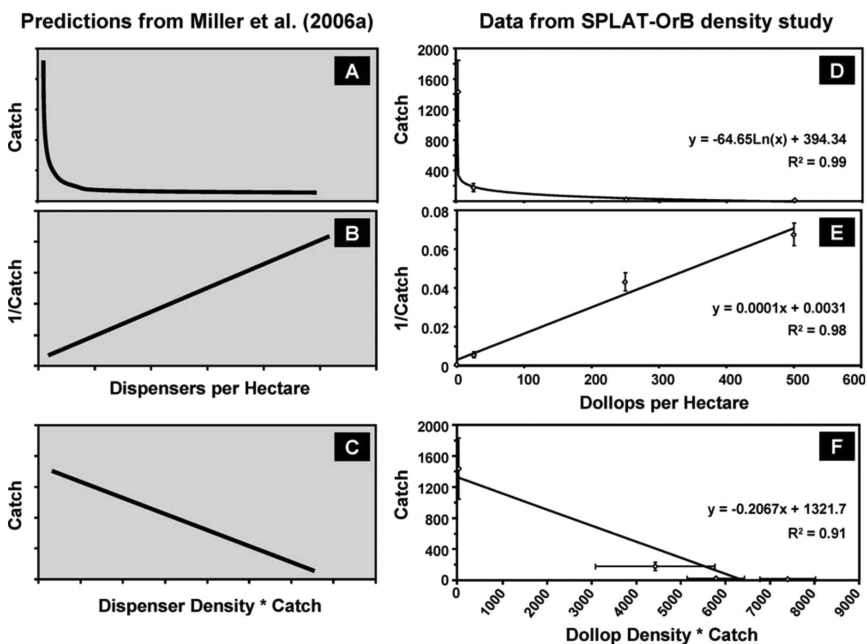 Predictions from Miller et al. (2006a)
Data from SPLAT-OrB density study
Catch
A
1/Catch
B
Dispensers per Hectare
Catch
C
Dispenser Density * Catch
Catch
2000
1600
1200
800
400
D
y = -64.65Ln(x) + 394.34
R² = 0.99
1/Catch
0.08
0.06
0.04
0.02
0
E
y = 0.0001x + 0.0031
R² = 0.98
0 100 200 300 400 500 600
Dollops per Hectare
Catch
2000
1600
1200
800
400
0
F
y = -0.2067x + 1321.7
R² = 0.91
0 1000 2000 3000 4000 5000 6000 7000 8000 9000
Dollop Density * Catch